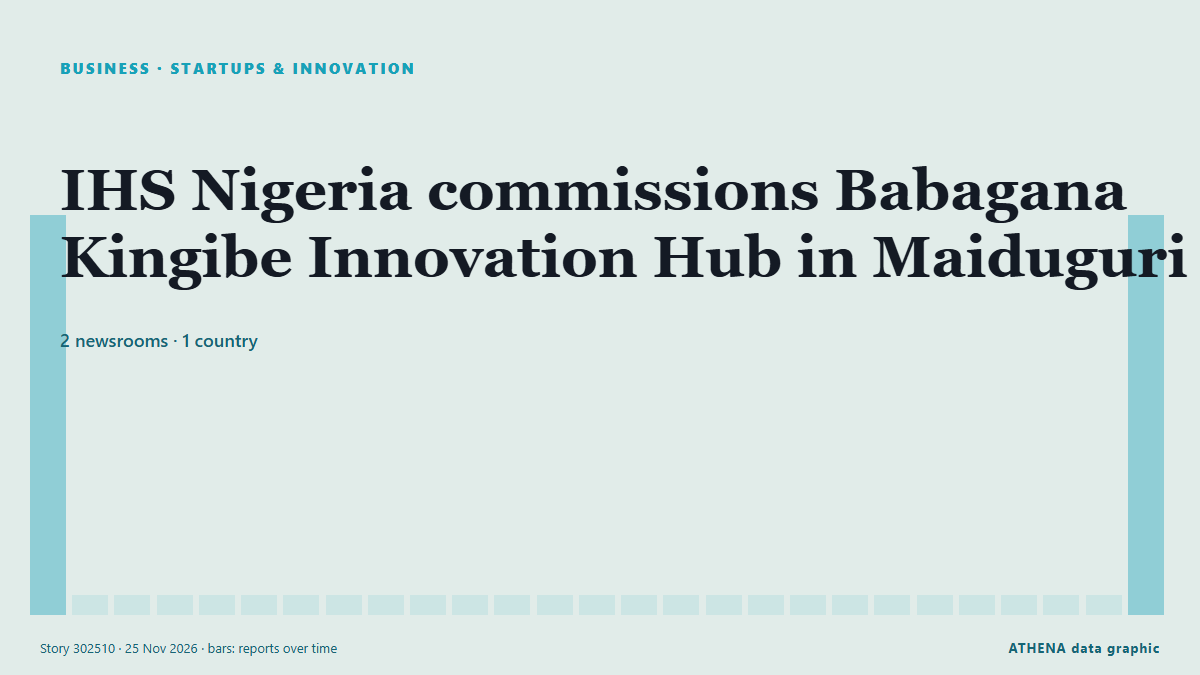 BUSINESS · STARTUPS & INNOVATION
IHS Nigeria commissions Babagana
Kingibe Innovation Hub in Maiduguri
2 newsrooms · 1 country
Story 302510 · 25 Nov 2026 · bars: reports over time
ATHENA data graphic